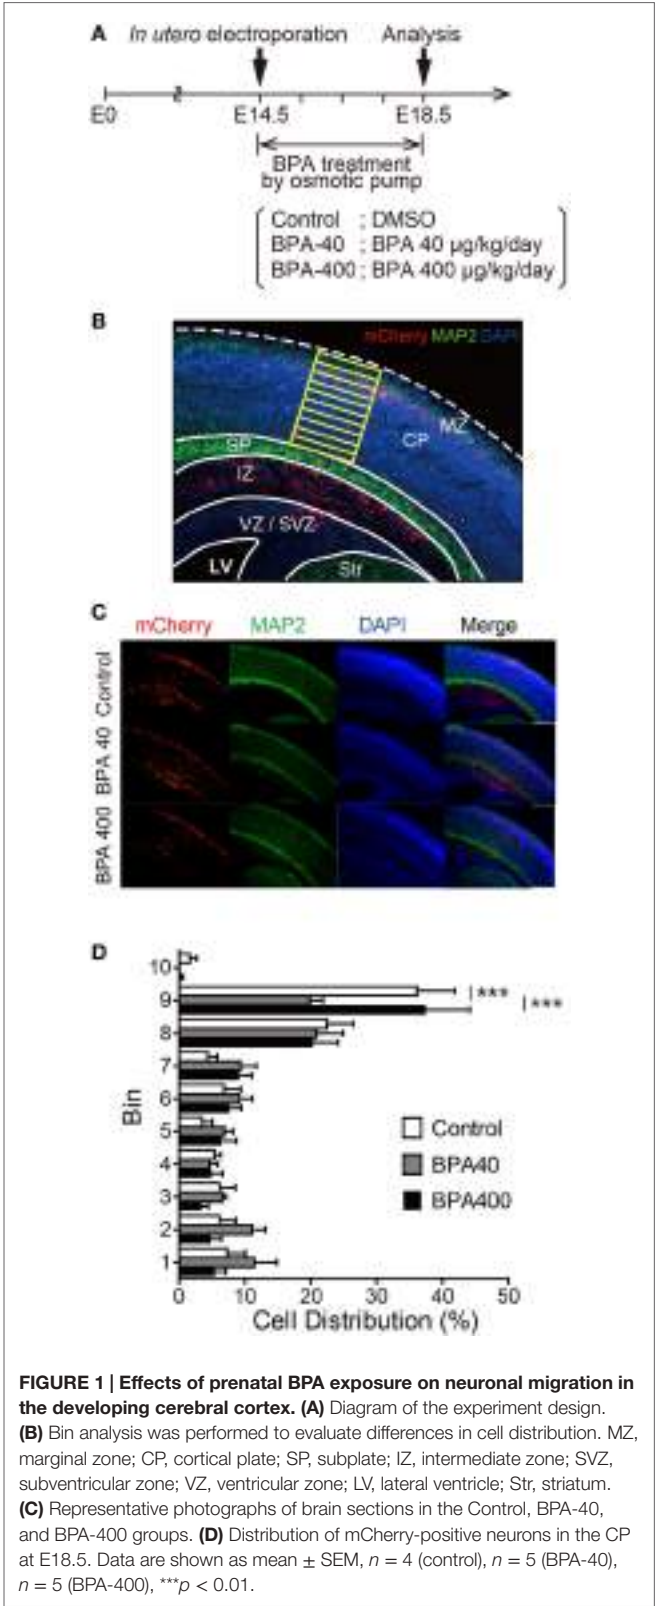 A
In utero electroporation Analysis
E0 E14.5 E18.5
BPA treatment
by osmotic pump
Control ; DMSO
BPA-40 ; BPA 40 µg/kg/day
BPA-400 ; BPA 400 µg/kg/day
B
mCherry MAP2 DAPI
MZ
CP
SP
IZ
VZ / SVZ
LV
Str
C
mCherry MAP2 DAPI Merge
Control
BPA 40
BPA 400
D
10
9
***
***
8
7
6
5
4
3
2
1
Bin
Control
BPA40
BPA400
0 10 20 30 40 50
Cell Distribution (%)
FIGURE 1 | Effects of prenatal BPA exposure on neuronal migration in
the developing cerebral cortex. (A) Diagram of the experiment design.
(B) Bin analysis was performed to evaluate differences in cell distribution. MZ,
marginal zone; CP, cortical plate; SP, subplate; IZ, intermediate zone; SVZ,
subventricular zone; VZ, ventricular zone; LV, lateral ventricle; Str, striatum.
(C) Representative photographs of brain sections in the Control, BPA-40,
and BPA-400 groups. (D) Distribution of mCherry-positive neurons in the CP
at E18.5. Data are shown as mean ± SEM, n = 4 (control), n = 5 (BPA-40),
n = 5 (BPA-400), ***p < 0.01.